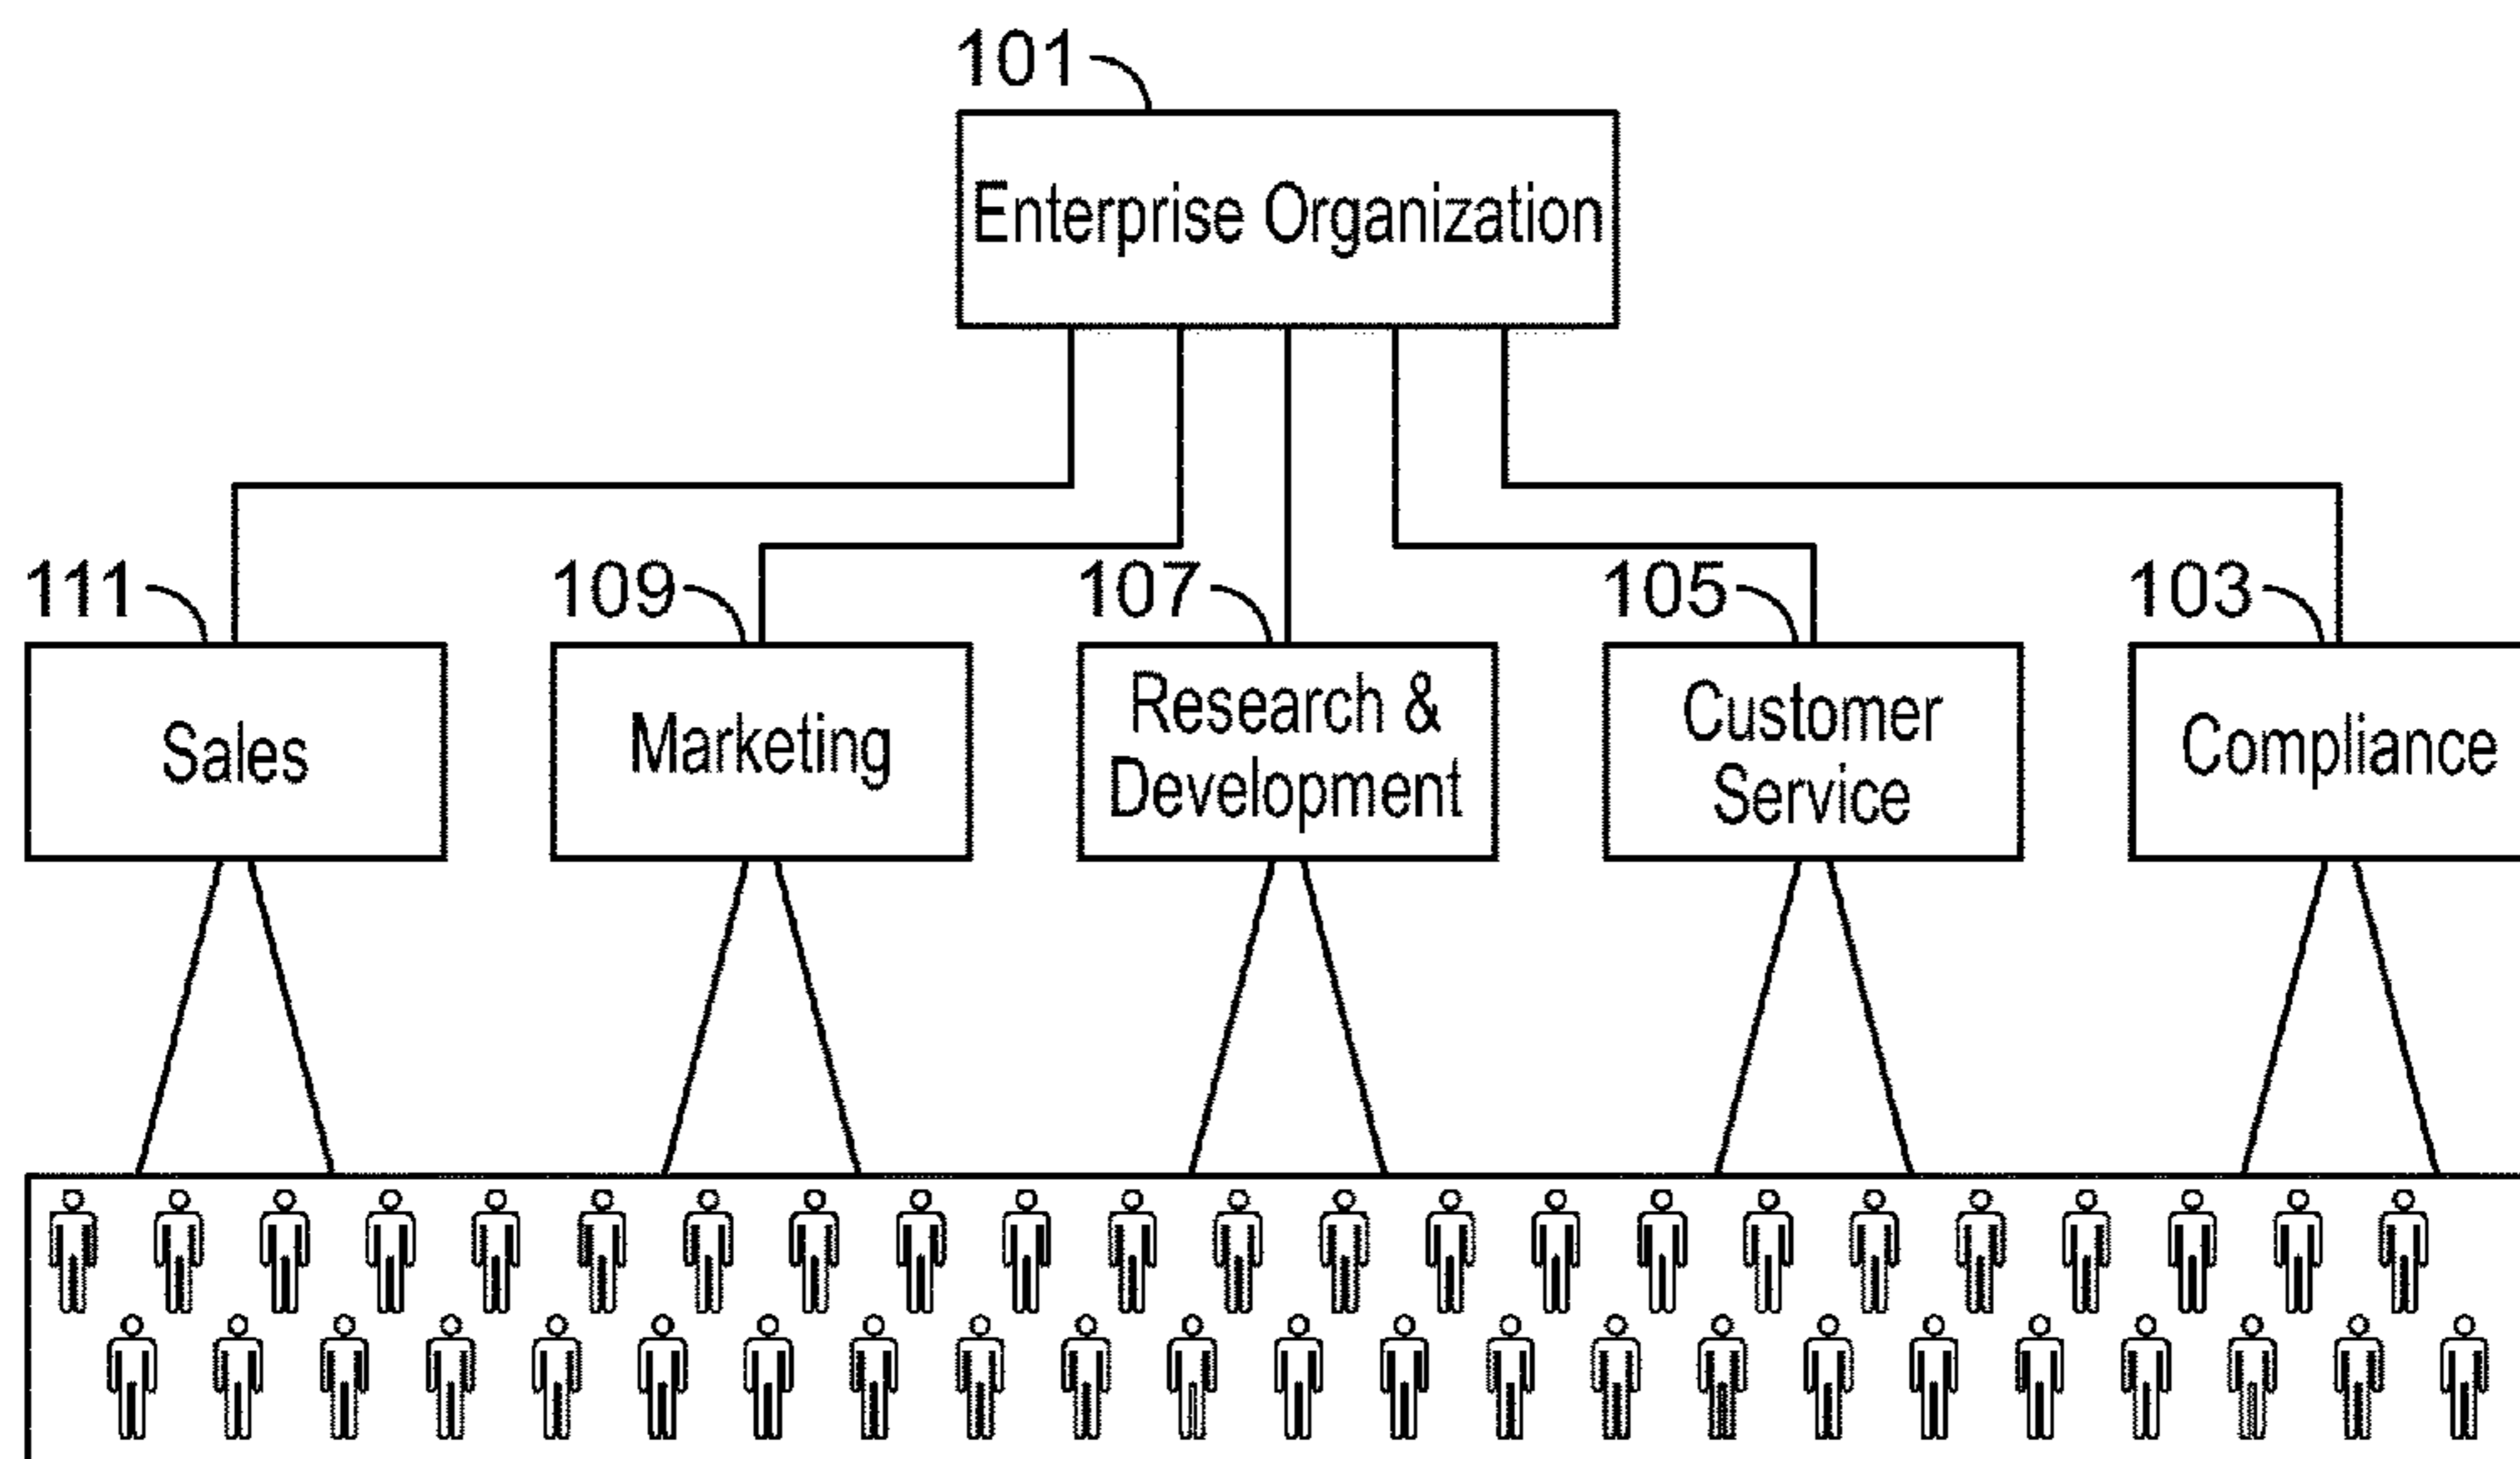 101
Enterprise Organization
111
109
107
105
103
Sales
Marketing
Research &
Development
Customer
Service
Compliance